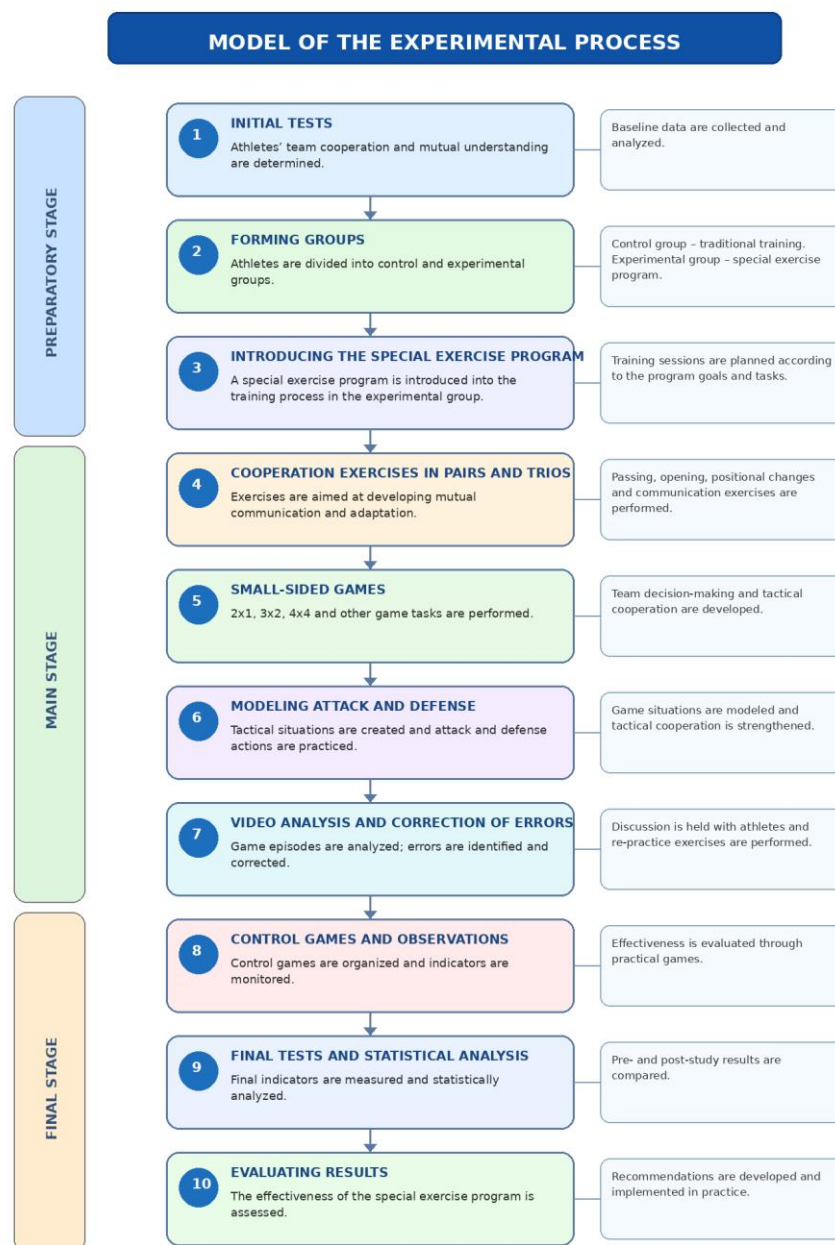 MODEL OF THE EXPERIMENTAL PROCESS
PREPARATORY STAGE
1
INITIAL TESTS
Athletes’ team cooperation and mutual understanding
are determined.
Baseline data are collected and
analyzed.
2
FORMING GROUPS
Athletes are divided into control and experimental
groups.
Control group – traditional training.
Experimental group – special exercise
program.
3
INTRODUCING THE SPECIAL EXERCISE PROGRAM
A special exercise program is introduced into the
training process in the experimental group.
Training sessions are planned according
to the program goals and tasks.
MAIN STAGE
4
COOPERATION EXERCISES IN PAIRS AND TRIOS
Exercises are aimed at developing mutual
communication and adaptation.
Passing, opening, positional changes
and communication exercises are
performed.
5
SMALL-SIDED GAMES
2x1, 3x2, 4x4 and other game tasks are performed.
Team decision-making and tactical
cooperation are developed.
6
MODELING ATTACK AND DEFENSE
Tactical situations are created and attack and defense
actions are practiced.
Game situations are modeled and
tactical cooperation is strengthened.
7
VIDEO ANALYSIS AND CORRECTION OF ERRORS
Game episodes are analyzed; errors are identified and
corrected.
Discussion is held with athletes and
re-practice exercises are performed.
FINAL STAGE
8
CONTROL GAMES AND OBSERVATIONS
Control games are organized and indicators are
monitored.
Effectiveness is evaluated through
practical games.
9
FINAL TESTS AND STATISTICAL ANALYSIS
Final indicators are measured and statistically
analyzed.
Pre- and post-study results are
compared.
10
EVALUATING RESULTS
The effectiveness of the special exercise program is
assessed.
Recommendations are developed and
implemented in practice.